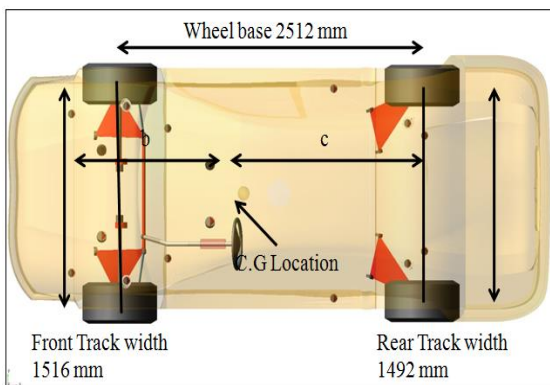 Wheel base 2512 mm
b
c
C.G Location
Front Track width
1516 mm
Rear Track width
1492 mm